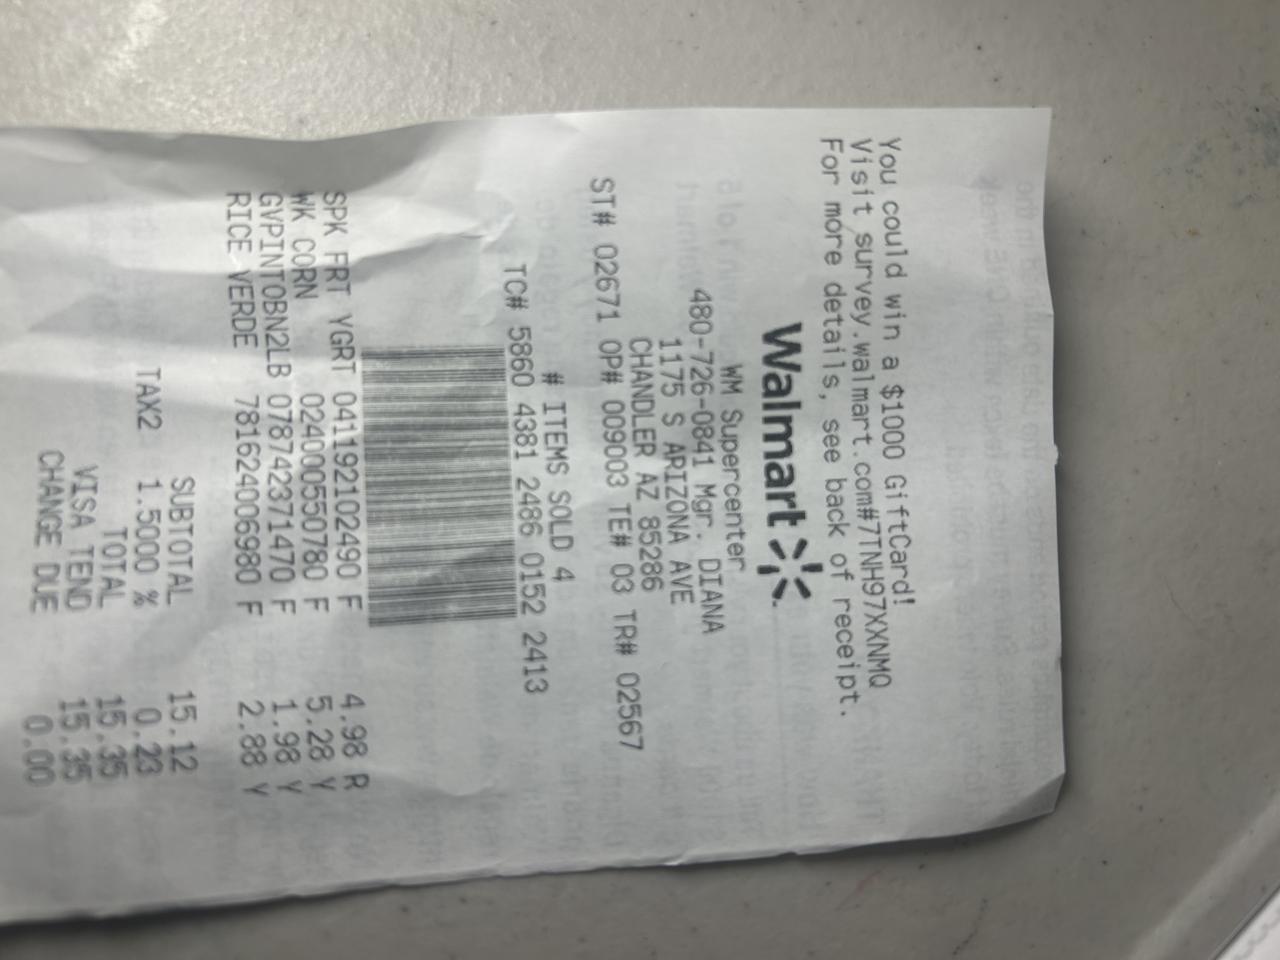 You could win a $1000 GiftCard!
Visit survey.walmart.com#7TNH97XXNMQ
For more details, see back of receipt.
Walmart
WM Supercenter
480-726-0841 Mgr. DIANA
1175 S ARIZONA AVE
CHANDLER AZ 85286
ST# 02671 OP# 009003 TE# 03 TR# 02567
# ITEMS SOLD 4
TC# 5860 4381 2486 0152 2413
SPK FRT YGRT 041192102490 F 4.98 R
WK CORN 024000550780 F 5.28 Y
GVPINTOBN2LB 078742371470 F 1.98 Y
RICE VERDE 781624006980 F 2.88 Y
SUBTOTAL 15.12
TAX2 1.5000 % 0.23
TOTAL 15.35
VISA TEND 15.35
CHANGE DUE 0.00